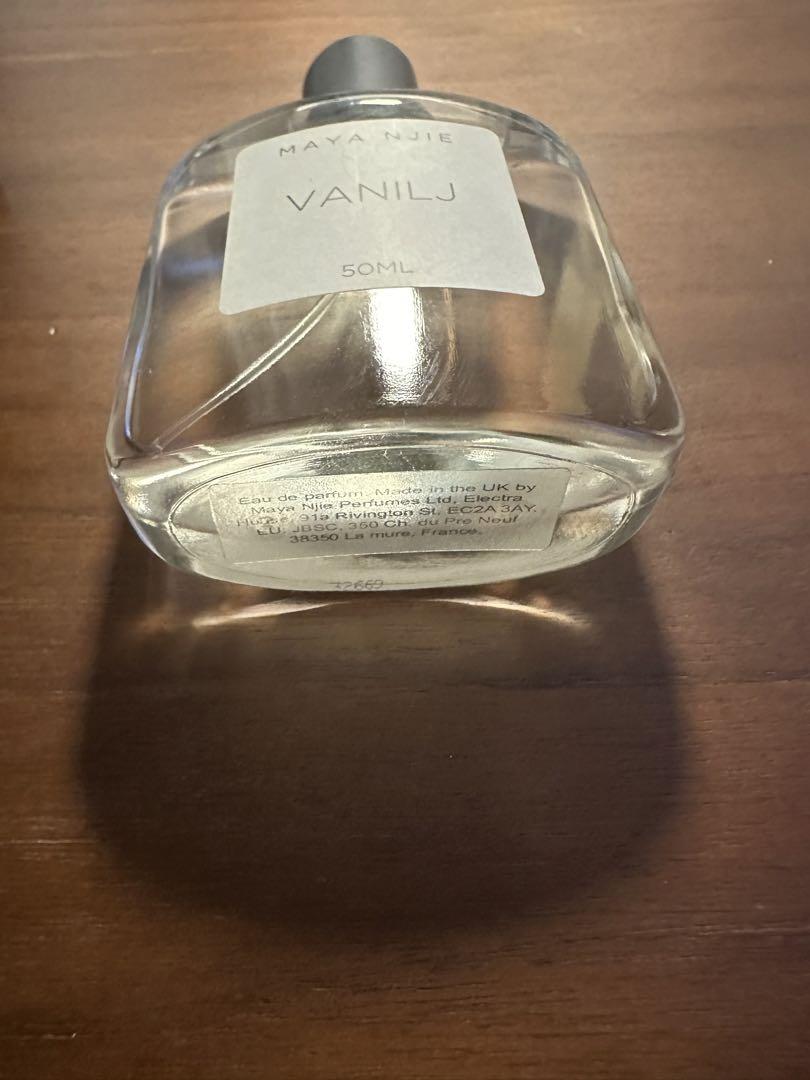 MAYA NJIE
VANILJ
50ML
Eau de parfum. Made in the UK by
Maya Njie Perfumes Ltd, Electra
House, 91a Rivington St, EC2A 3AY.
EU, JBSC, 350 Ch. du Pre Neuf
38350 La mure, France.